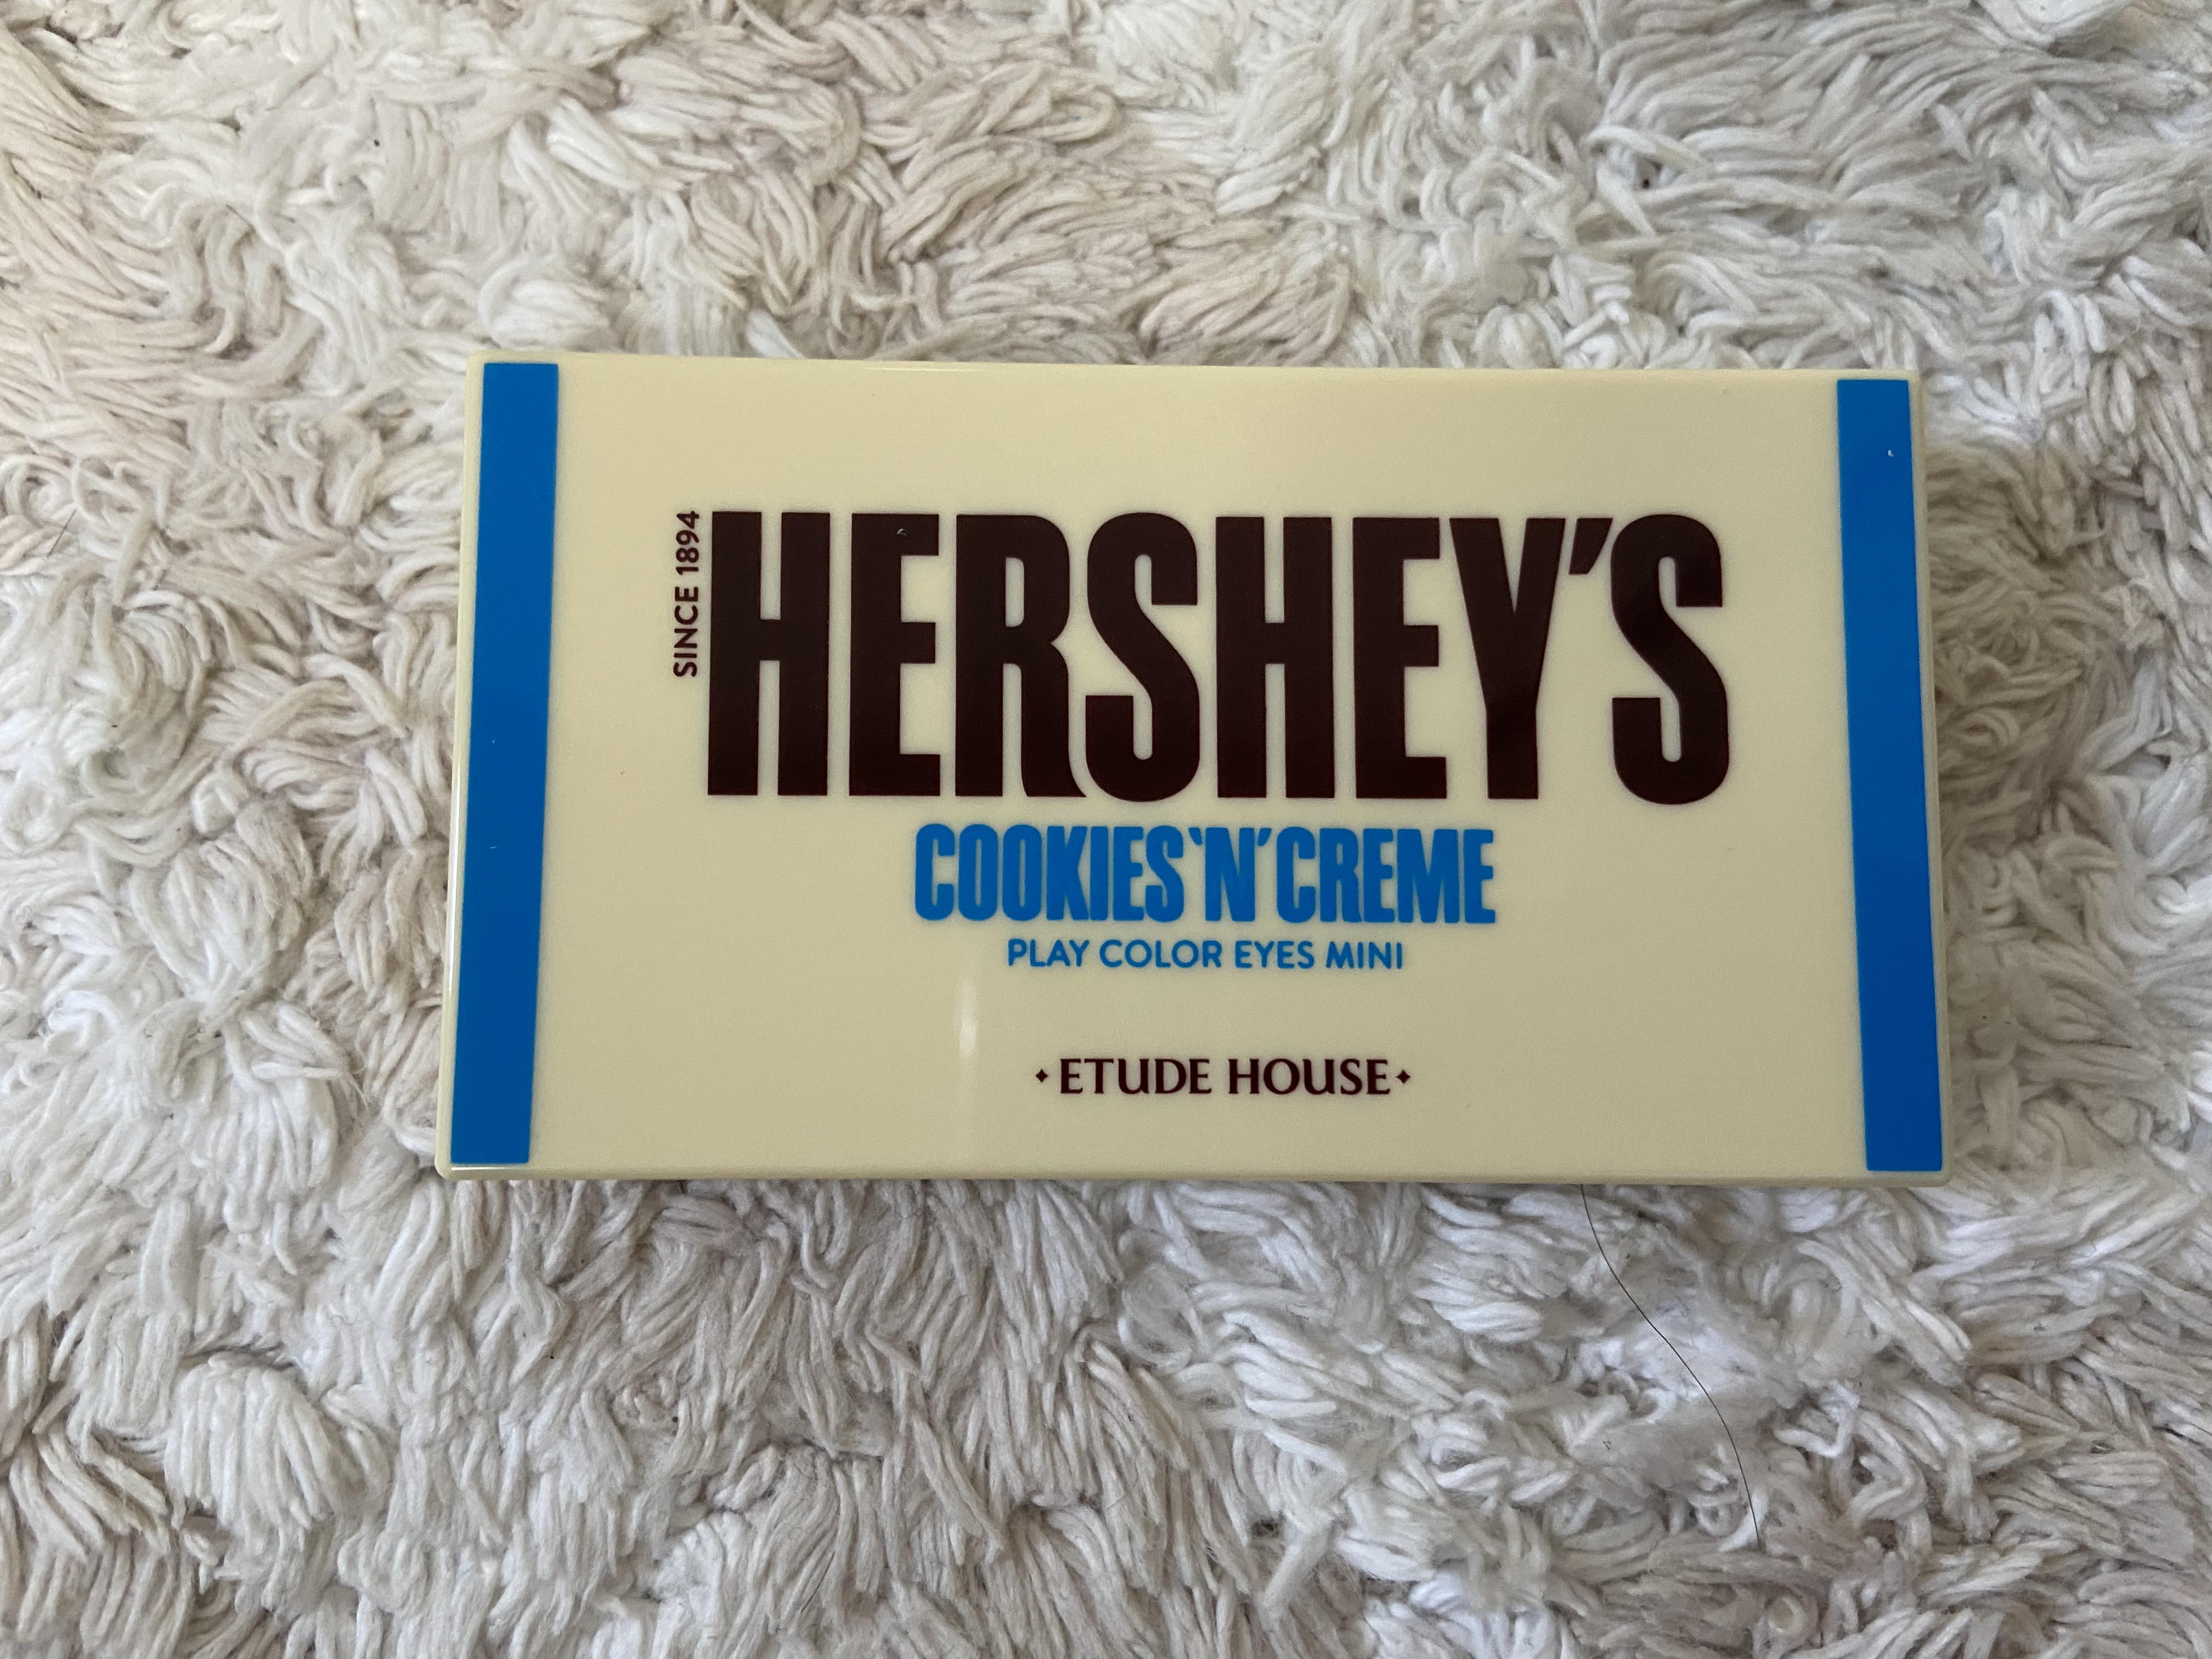 SINCE 1894
HERSHEY'S
COOKIES'N'CREME
PLAY COLOR EYES MINI
ETUDE HOUSE